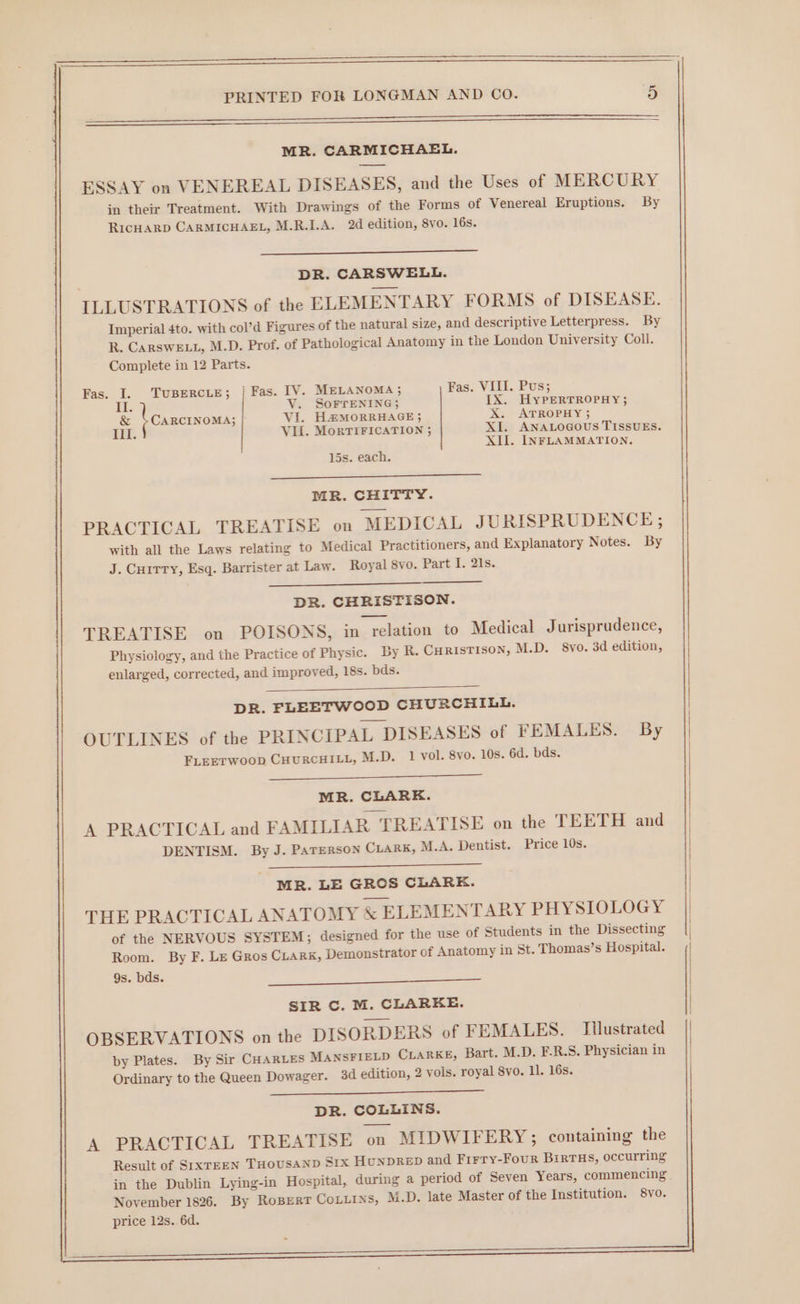 PRINTED FOR LONGMAN AND CO. 5
MR. CARMICHAEL.
ESSAY on VENEREAL DISEASES, and the Uses of MERCURY
in their Treatment. With Drawings of the Forms of Venereal Eruptions. By
RICHARD CARMICHAEL, M.R.I.A. 2d edition, 8vo. 16s.
DR. CARSWELL.
ILLUSTRATIONS of the ELEMENTARY FORMS of DISEASE.
Imperial 4to. with col'd Figures of the natural size, and descriptive Letterpress. By
R. CARSWELL, M.D. Prof. of Pathological Anatomy in the London University Coll.
Complete in 12 Parts.
Fas. I. TUBERCLE;
II. & III. } CARCINOMA;
Fas. IV. MELANOMA;
V. SOFTENING;
VI. HÆMORRHAGE;
VII. MORTIFICATION;
Fas. VIII. PUS;
IX. HYPERTROPHY;
X. ATROPHY;
XI. ANALOGOUS TISSUES.
XII. INFLAMMATION.
15s. each.
MR. CHITTY.
PRACTICAL TREATISE on MEDICAL JURISPRUDENCE;
with all the Laws relating to Medical Practitioners, and Explanatory Notes. By
J. CHITTY, Esq. Barrister at Law. Royal 8vo. Part I. 21s.
DR. CHRISTISON.
TREATISE on POISONS, in relation to Medical Jurisprudence,
Physiology, and the Practice of Physic. By R. CHRISTISON, M.D. 8vo. 3d edition,
enlarged, corrected, and improved, 18s. bds.
DR. FLEETWOOD CHURCHILL.
OUTLINES of the PRINCIPAL DISEASES of FEMALES. By
FLEETWOOD CHURCHILL, M.D. 1 vol. 8vo. 10s. 6d. bds.
MR. CLARK.
A PRACTICAL and FAMILIAR TREATISE on the TEETH and
DENTISM. By J. PATERSON CLARK, M.A. Dentist. Price 10s.
MR. LE GROS CLARK.
THE PRACTICAL ANATOMY & ELEMENTARY PHYSIOLOGY
of the NERVOUS SYSTEM; designed for the use of Students in the Dissecting
Room. By F. LE GROS CLARK, Demonstrator of Anatomy in St. Thomas's Hospital.
9s. bds.
SIR C. M. CLARKE.
OBSERVATIONS on the DISORDERS of FEMALES. Illustrated
by Plates. By Sir CHARLES MANSFIELD CLARKE, Bart. M.D. F.R.S. Physician in
Ordinary to the Queen Dowager. 3d edition, 2 vols. royal 8vo. 1l. 16s.
DR. COLLINS.
A PRACTICAL TREATISE on MIDWIFERY; containing the
Result of SIXTEEN THOUSAND SIX HUNDRED and FIFTY-FOUR BIRTHS, occurring
in the Dublin Lying-in Hospital, during a period of Seven Years, commencing
November 1826. By ROBERT COLLINS, M.D. late Master of the Institution. 8vo.
price 12s. 6d.